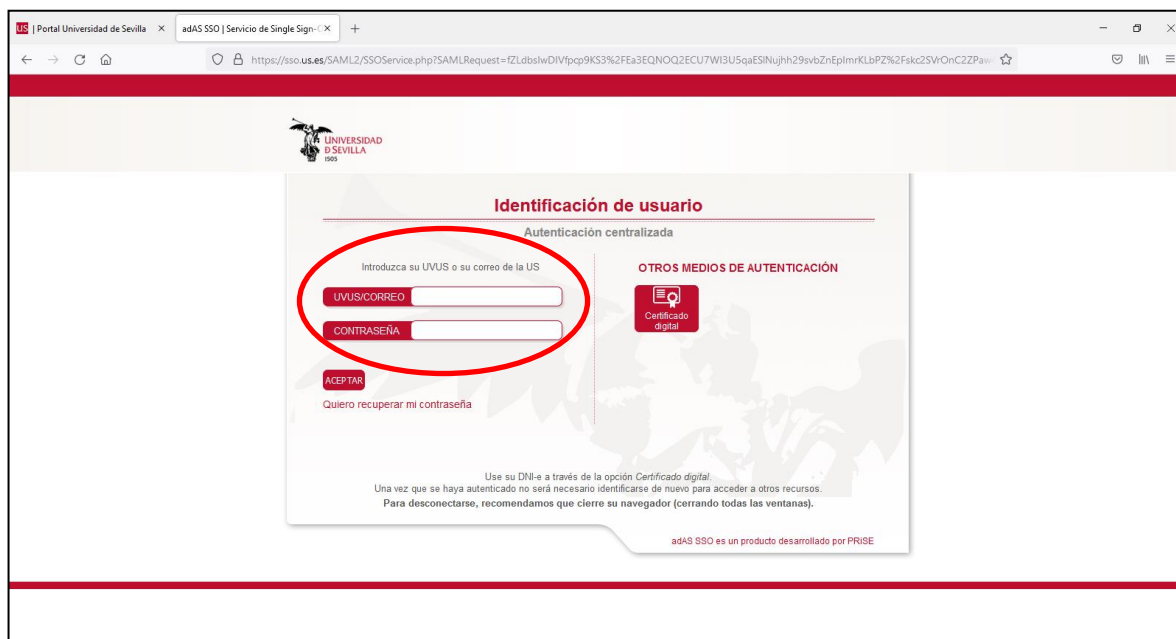 US | Portal Universidad de Sevilla
adAS SSO | Servicio de Single Sign-O
https://sso.us.es/SAML2/SSOService.php?SAMLRequest=
UNIVERSIDAD
D SEVILLA
1505
Identificación de usuario
Autenticación centralizada
Introduzca su UVUS o su correo de la US
UVUS/CORREO
CONTRASEÑA
ACEPTAR
Quiero recuperar mi contraseña
OTROS MEDIOS DE AUTENTICACIÓN
Certificado
digital
Use su DNI-e a través de la opción Certificado digital.
Una vez que se haya autenticado no será necesario identificarse de nuevo para acceder a otros recursos.
Para desconectarse, recomendamos que cierre su navegador (cerrando todas las ventanas).
adAS SSO es un producto desarrollado por PRiSE